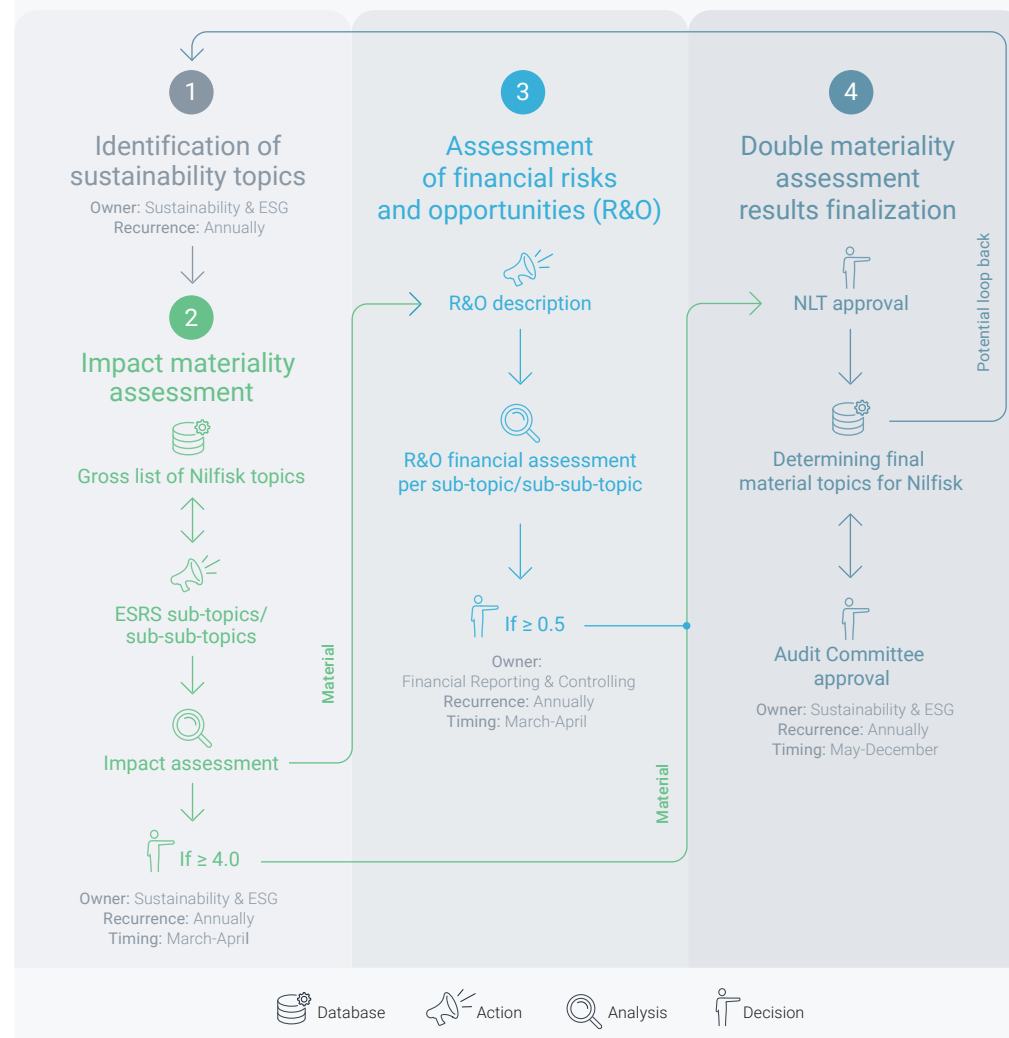 1
Identification of
sustainability topics
Owner: Sustainability & ESG
Recurrence: Annually
2
Impact materiality
assessment
Gross list of Nilfisk topics
ESRS sub-topics/
sub-sub-topics
Impact assessment
Material
If ≥ 4.0
Owner: Sustainability & ESG
Recurrence: Annually
Timing: March-April
3
Assessment
of financial risks
and opportunities (R&O)
R&O description
R&O financial assessment
per sub-topic/sub-sub-topic
If ≥ 0.5
Owner:
Financial Reporting & Controlling
Recurrence: Annually
Timing: March-April
Material
4
Double materiality
assessment
results finalization
NLT approval
Potential loop back
Determining final
material topics for Nilfisk
Audit Committee
approval
Owner: Sustainability & ESG
Recurrence: Annually
Timing: May-December
Database
Action
Analysis
Decision